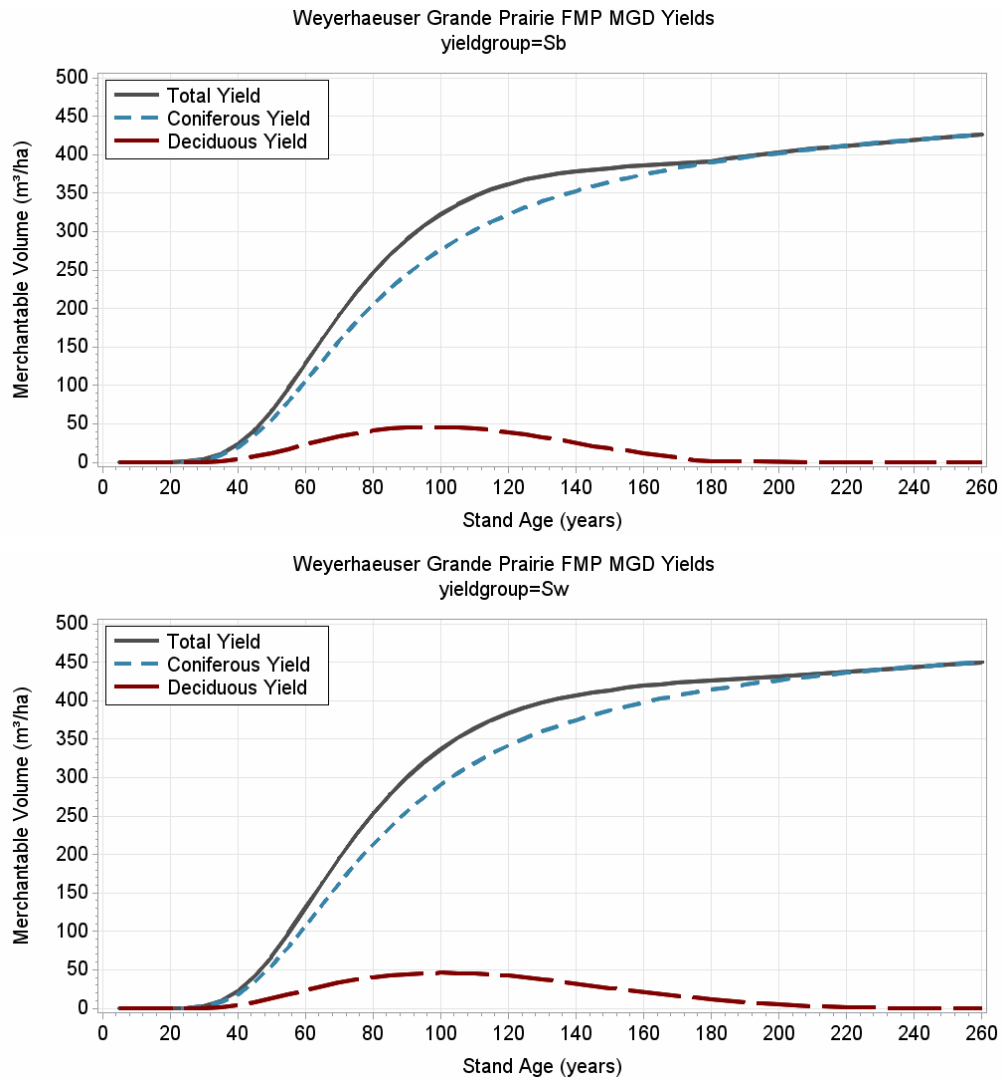 Weyerhaeuser Grande Prairie FMP MGD Yields
yieldgroup=Sb
500
450
400
350
300
250
200
150
100
50
0
Merchantable Volume (m³/ha)
Total Yield
Coniferous Yield
Deciduous Yield
0 20 40 60 80 100 120 140 160 180 200 220 240 260
Stand Age (years)
Weyerhaeuser Grande Prairie FMP MGD Yields
yieldgroup=Sw
500
450
400
350
300
250
200
150
100
50
0
Merchantable Volume (m³/ha)
Total Yield
Coniferous Yield
Deciduous Yield
0 20 40 60 80 100 120 140 160 180 200 220 240 260
Stand Age (years)